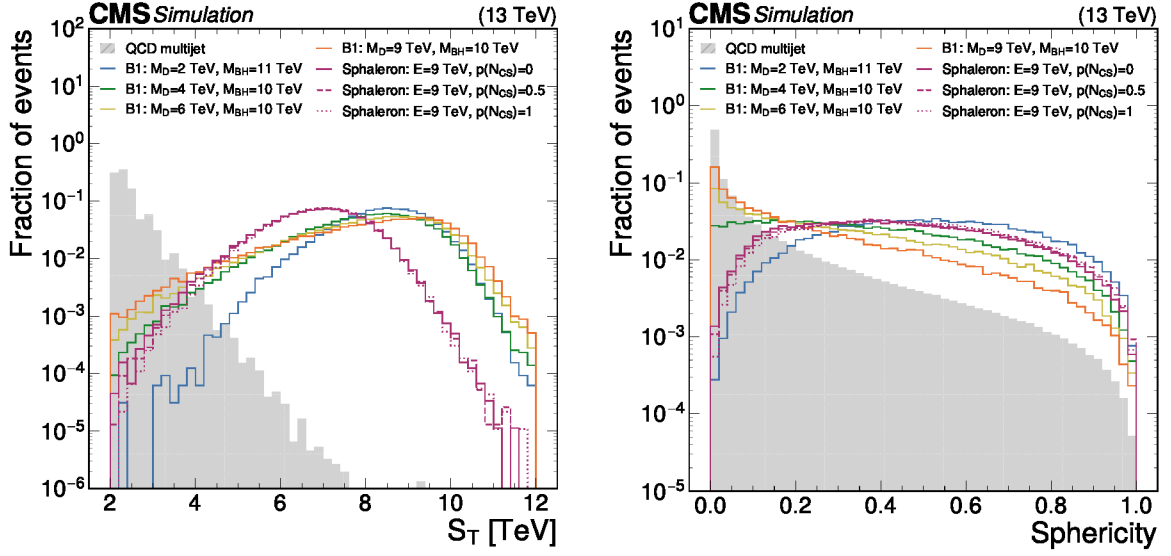 CMS Simulation (13 TeV)
QCD multijet
B1: M_D=2 TeV, M_BH=11 TeV
B1: M_D=4 TeV, M_BH=10 TeV
B1: M_D=6 TeV, M_BH=10 TeV
B1: M_D=9 TeV, M_BH=10 TeV
Sphaleron: E=9 TeV, p(N_CS)=0
Sphaleron: E=9 TeV, p(N_CS)=0.5
Sphaleron: E=9 TeV, p(N_CS)=1
Fraction of events
10^2
10^1
10^0
10^−1
10^−2
10^−3
10^−4
10^−5
10^−6
2 4 6 8 10 12
S_T [TeV]
CMS Simulation (13 TeV)
QCD multijet
B1: M_D=2 TeV, M_BH=11 TeV
B1: M_D=4 TeV, M_BH=10 TeV
B1: M_D=6 TeV, M_BH=10 TeV
B1: M_D=9 TeV, M_BH=10 TeV
Sphaleron: E=9 TeV, p(N_CS)=0
Sphaleron: E=9 TeV, p(N_CS)=0.5
Sphaleron: E=9 TeV, p(N_CS)=1
Fraction of events
10^1
10^0
10^−1
10^−2
10^−3
10^−4
10^−5
0.0 0.2 0.4 0.6 0.8 1.0
Sphericity